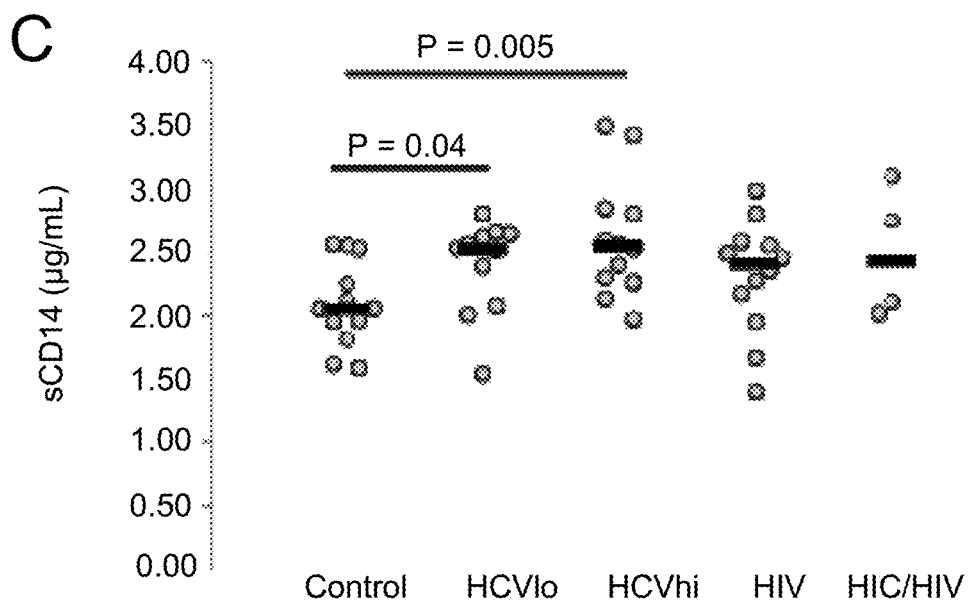 C
P = 0.005
P = 0.04
4.00
3.50
3.00
2.50
2.00
1.50
1.00
0.50
0.00
sCD14 (µg/mL)
Control HCVlo HCVhi HIV HIC/HIV